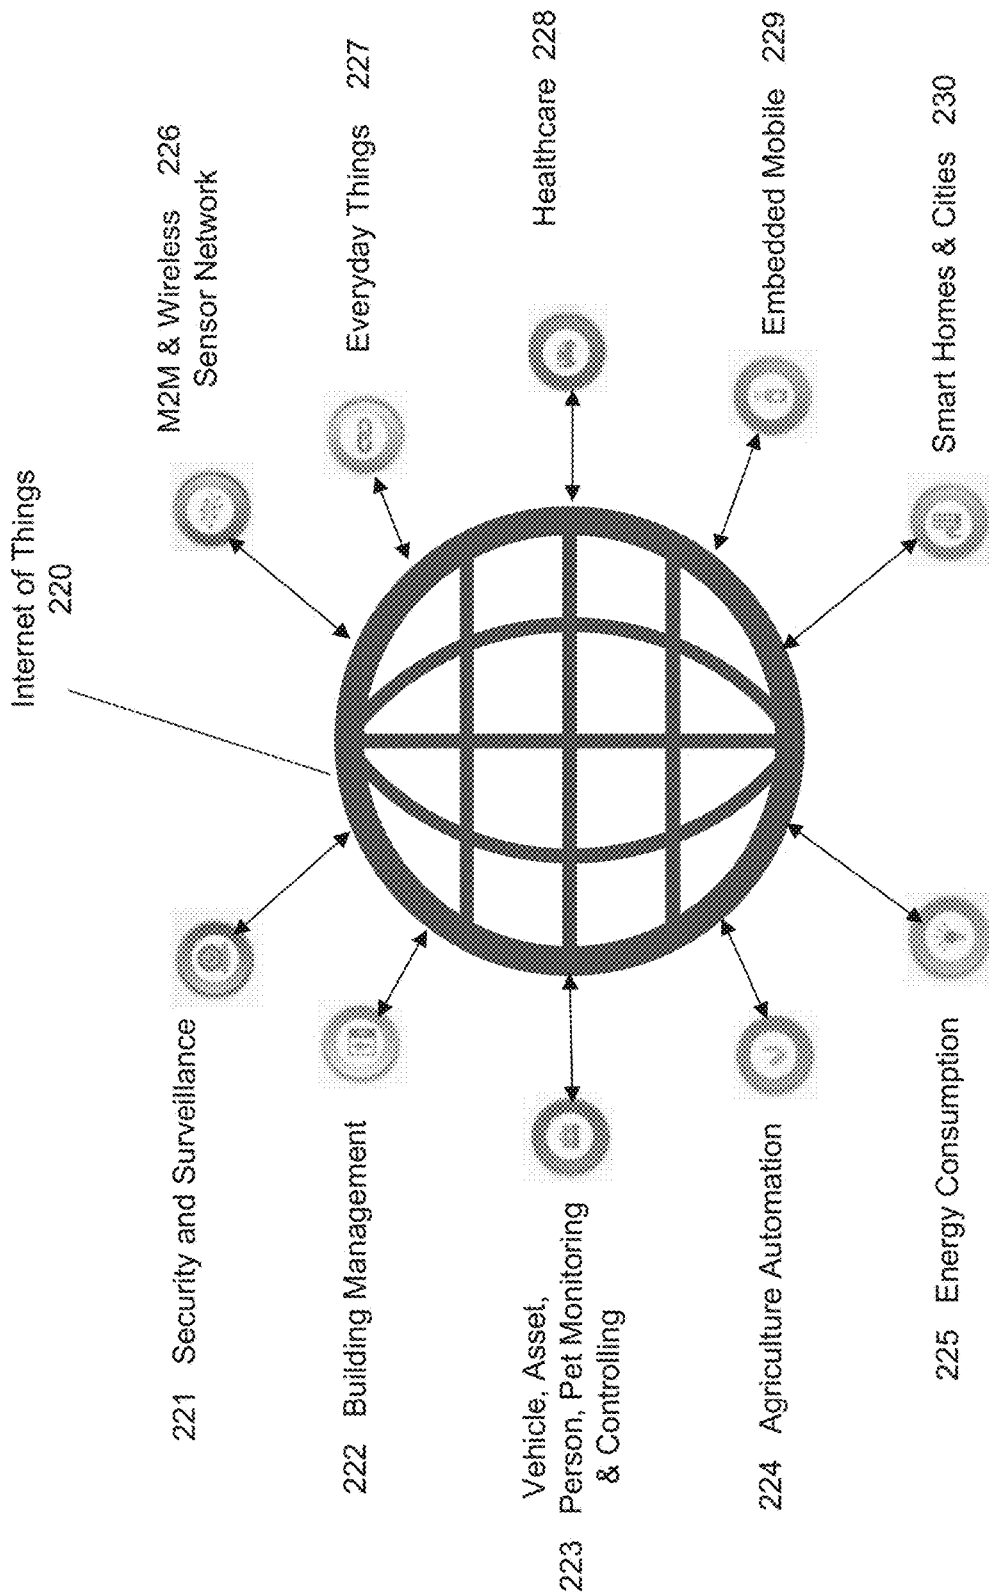 Internet of Things
220
221 Security and Surveillance
222 Building Management
Vehicle, Asset,
223 Person, Pet Monitoring
& Controlling
224 Agriculture Automation
225 Energy Consumption
M2M & Wireless 226
Sensor Network
Everyday Things 227
Healthcare 228
Embedded Mobile 229
Smart Homes & Cities 230